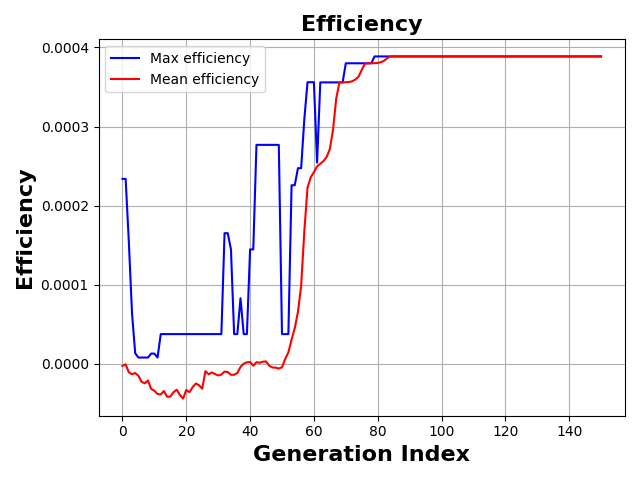 Efficiency
Max efficiency
Mean efficiency
Efficiency
0.0004
0.0003
0.0002
0.0001
0.0000
0 20 40 60 80 100 120 140
Generation Index